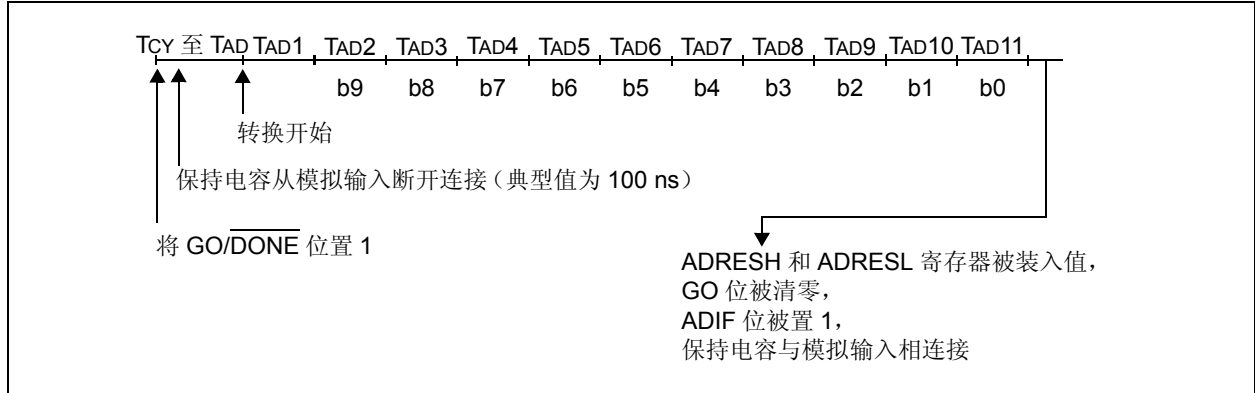 TCY 至 TAD TAD1 TAD2 TAD3 TAD4 TAD5 TAD6 TAD7 TAD8 TAD9 TAD10 TAD11
b9 b8 b7 b6 b5 b4 b3 b2 b1 b0
转换开始
保持电容从模拟输入断开连接（典型值为 100 ns）
将 GO/DONE 位置 1
ADRESH 和 ADRESL 寄存器被装入值，
GO 位被清零，
ADIF 位被置 1，
保持电容与模拟输入相连接